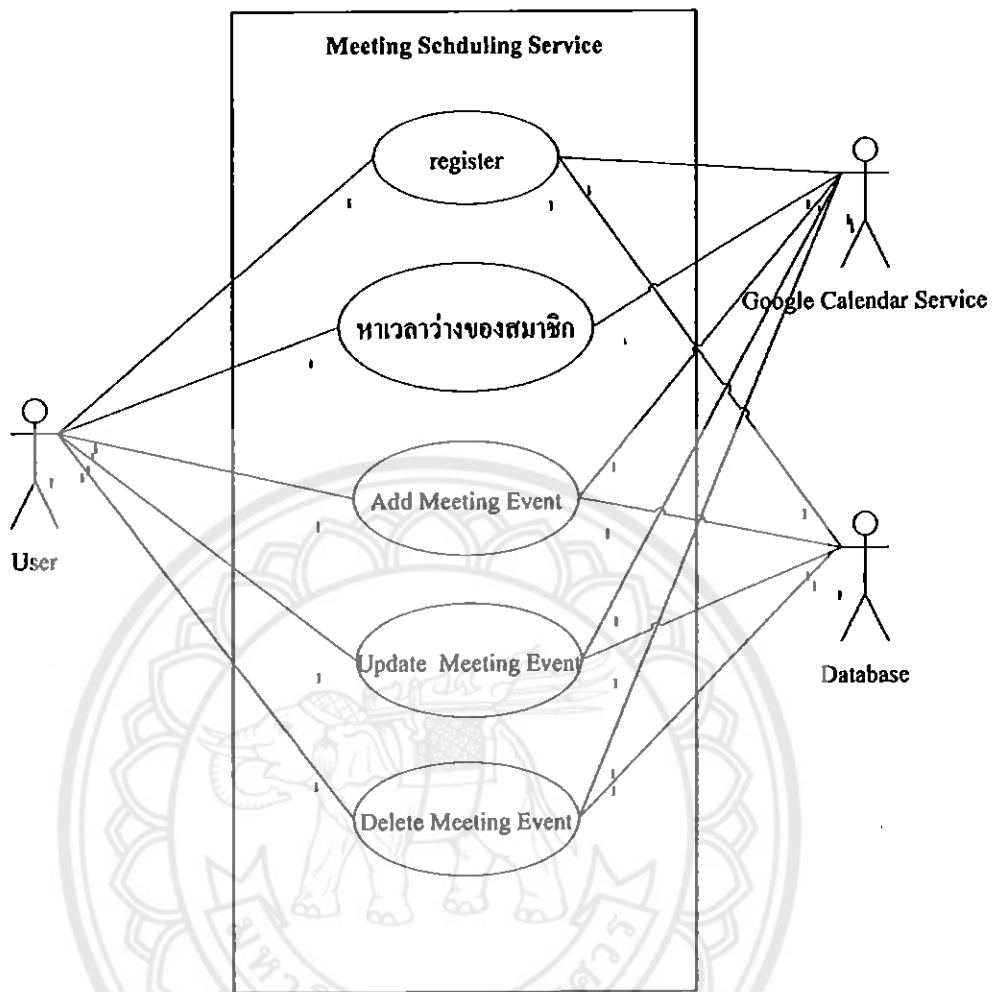 Meeting Schduling Service
register
Google Calendar Service
หาเวลาว่างของสมาชิก
User
Add Meeting Event
Update Meeting Event
Database
Delete Meeting Event